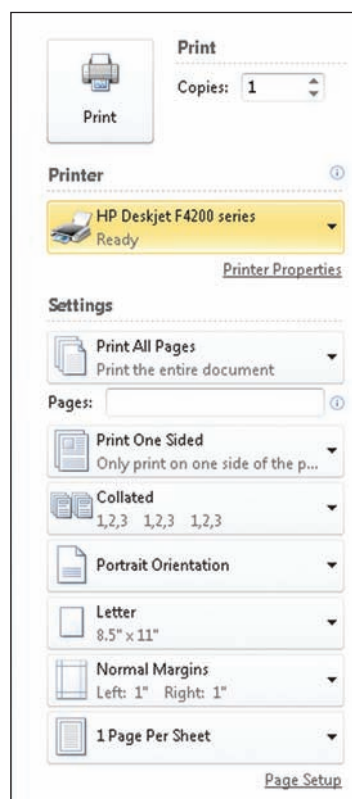 Print
Print
Copies: 1
Printer
HP Deskjet F4200 series
Ready
Printer Properties
Settings
Print All Pages
Print the entire document
Pages:
Print One Sided
Only print on one side of the p...
Collated
1,2,3 1,2,3 1,2,3
Portrait Orientation
Letter
8.5" x 11"
Normal Margins
Left: 1" Right: 1"
1 Page Per Sheet
Page Setup